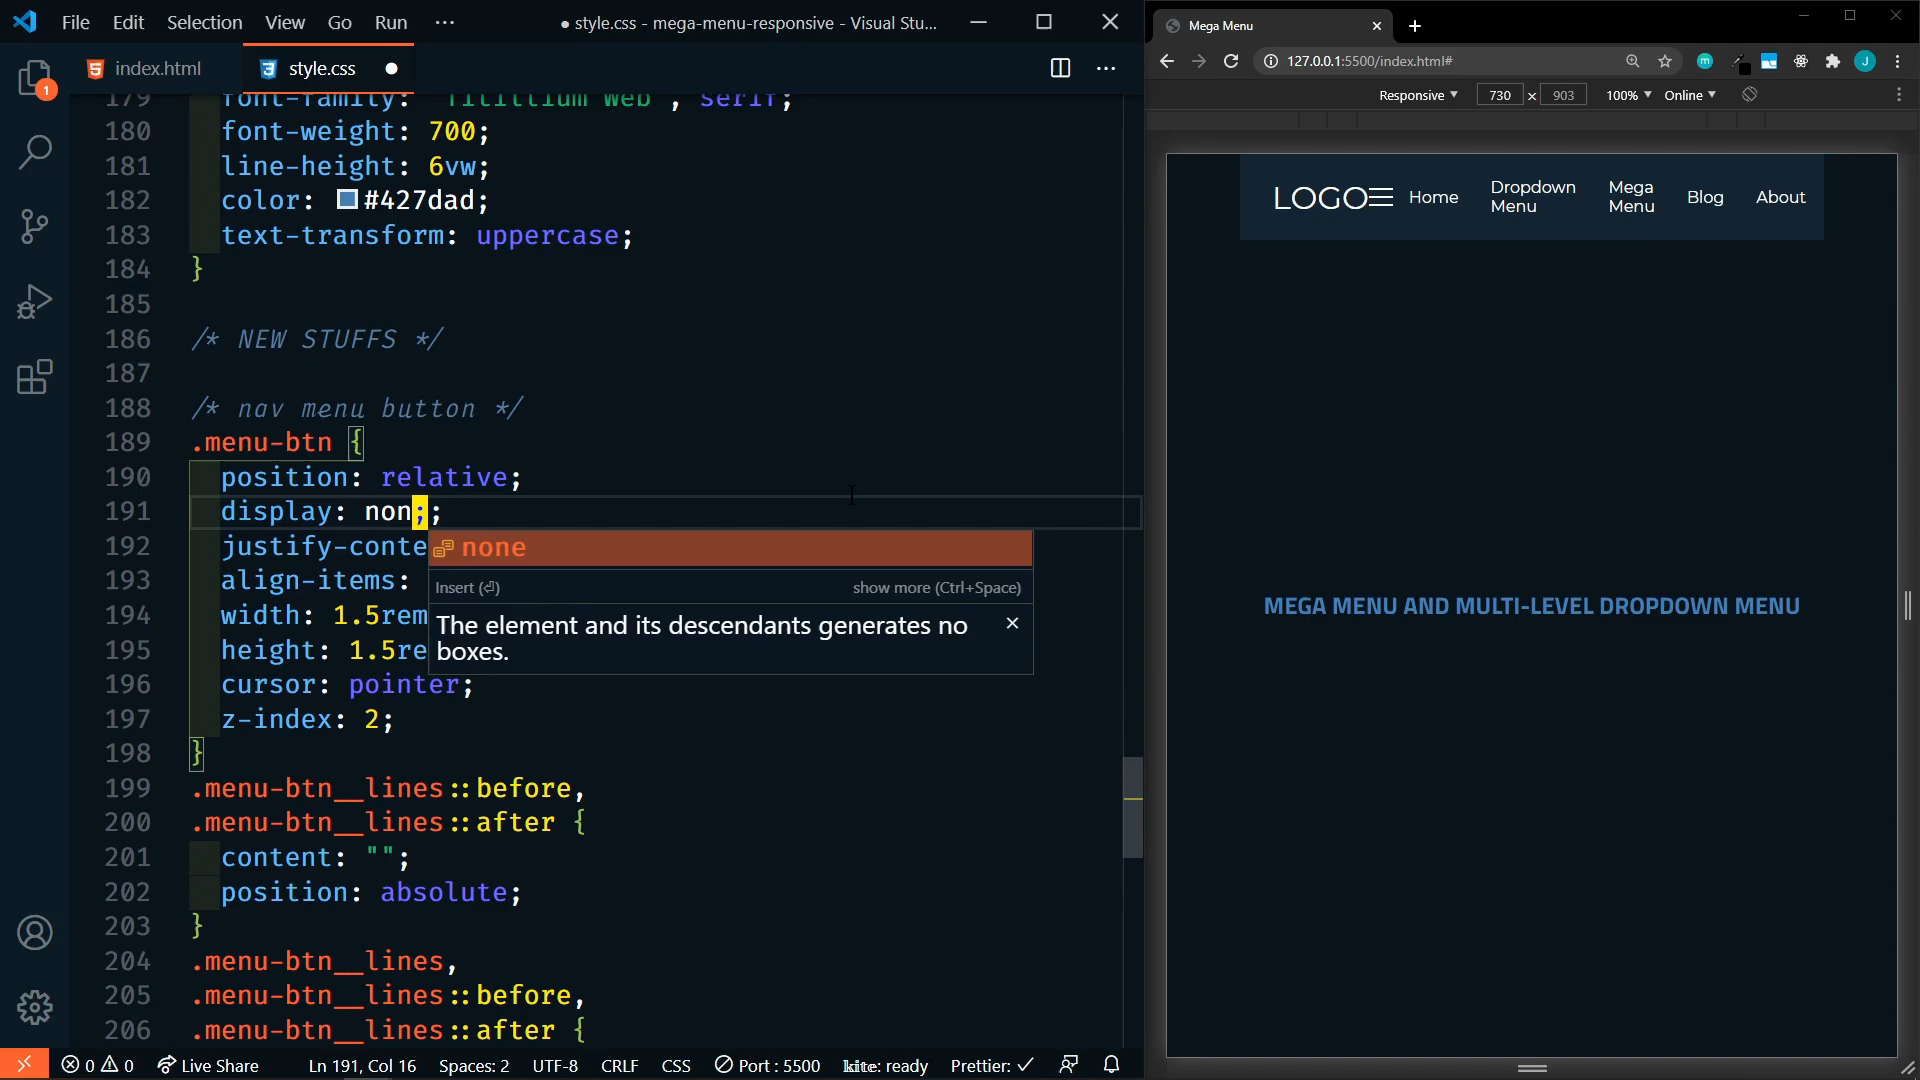 File Edit Selection View Go Run ··· ● style.css - mega-menu-responsive - Visual Stu...
index.html style.css ●
1
179 font-family: "Titillium Web", serif;
180 font-weight: 700;
181 line-height: 6vw;
182 color: #427dad;
183 text-transform: uppercase;
184 }
185
186 /* NEW STUFFS */
187
188 /* nav menu button */
189 .menu-btn {
190 position: relative;
191 display: non;;
192 justify-conte
193 align-items:
194 width: 1.5rem
195 height: 1.5re
196 cursor: pointer;
197 z-index: 2;
198 }
199 .menu-btn__lines::before,
200 .menu-btn__lines::after {
201 content: "";
202 position: absolute;
203 }
204 .menu-btn__lines,
205 .menu-btn__lines::before,
206 .menu-btn__lines::after {
none
Insert (⏎) show more (Ctrl+Space)
The element and its descendants generates no
boxes.
0 0 Live Share Ln 191, Col 16 Spaces: 2 UTF-8 CRLF CSS Port : 5500 kite: ready Prettier: ✓
Mega Menu
127.0.0.1:5500/index.html#
m J
Responsive 730 x 903 100% Online
LOGO Home Dropdown Menu Mega Menu Blog About
MEGA MENU AND MULTI-LEVEL DROPDOWN MENU